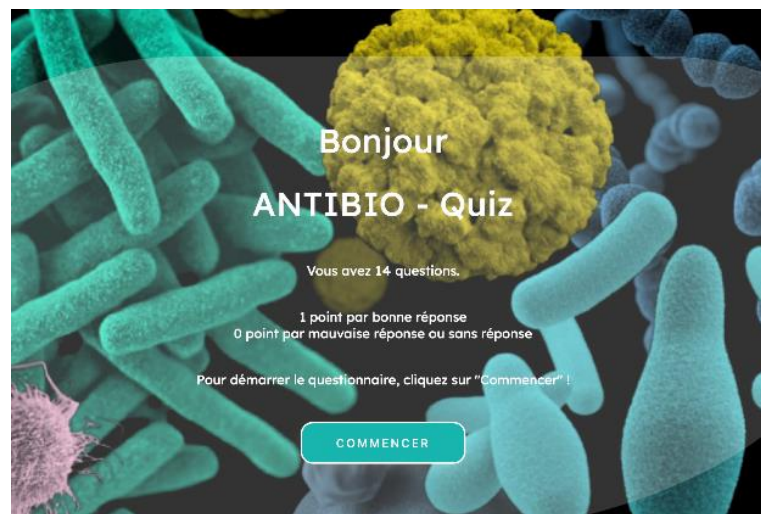 Bonjour
ANTIBIO - Quiz
Vous avez 14 questions.
1 point par bonne réponse
0 point par mauvaise réponse ou sans réponse
Pour démarrer le questionnaire, cliquez sur "Commencer" !
COMMENCER